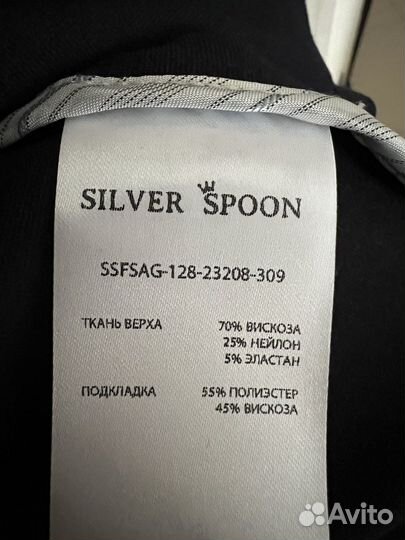 SILVER SPOON
SSFSAG-128-23208-309
ТКАНЬ ВЕРХА 70% ВИСКОЗА
25% НЕЙЛОН
5% ЭЛАСТАН
ПОДКЛАДКА 55% ПОЛИЭСТЕР
45% ВИСКОЗА
Avito